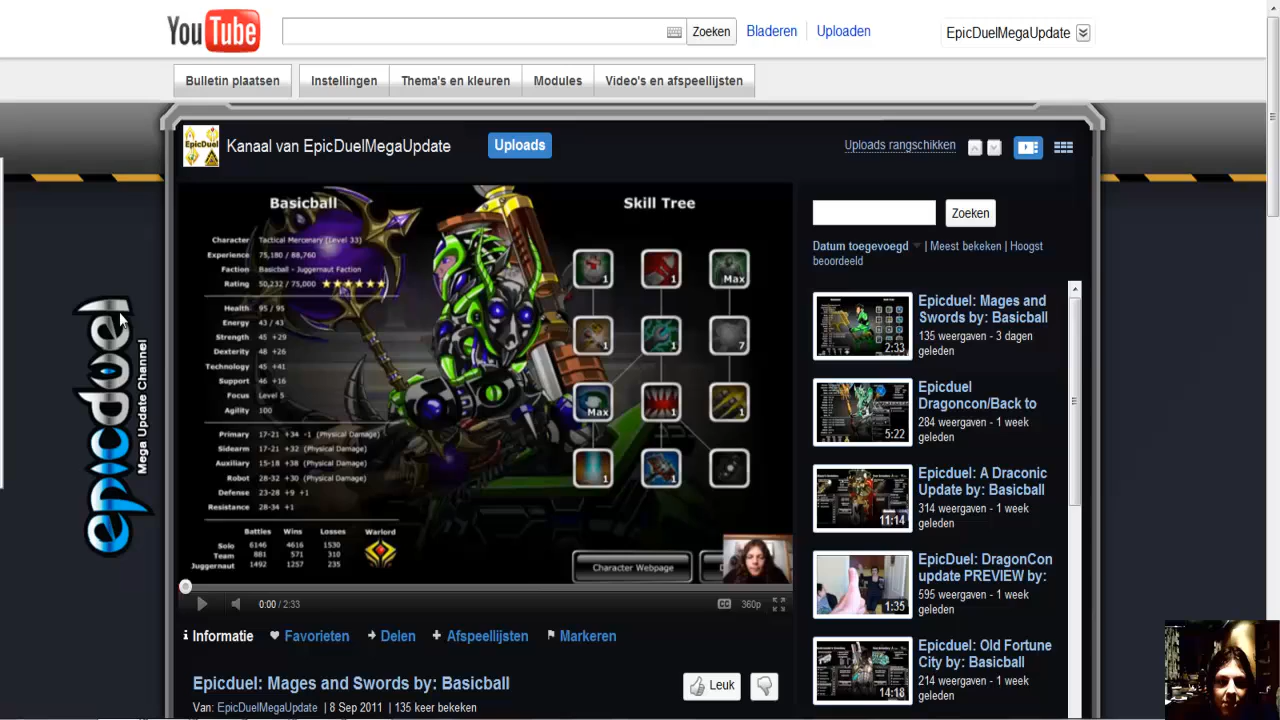 YouTube
Zoeken
Bladeren
Uploaden
EpicDuelMegaUpdate
Bulletin plaatsen
Instellingen
Thema's en kleuren
Modules
Video's en afspeellijsten
EpicDuel
Kanaal van EpicDuelMegaUpdate
Uploads
Uploads rangschikken
epicduel
Mega Update Channel
Basicball
Skill Tree
Character Tactical Mercenary (Level 33)
Experience 75,180 / 88,760
Faction Basicball - Juggernaut Faction
Rating 50,232 / 75,000
Health 95 / 95
Energy 43 / 43
Strength 45 +29
Dexterity 48 +26
Technology 45 +41
Support 46 +16
Focus Level 5
Agility 100
Primary 17-21 +34 -1 (Physical Damage)
Sidearm 17-21 +32 (Physical Damage)
Auxiliary 15-18 +38 (Physical Damage)
Robot 28-32 +30 (Physical Damage)
Defense 23-28 +9 +1
Resistance 28-34 +1
Battles Wins Losses Warlord
Solo 6146 4616 1530
Team 881 571 310
Juggernaut 1492 1257 235
1 1 Max
1 1 7
Max 1 1
1 1
Character Webpage
0:00 / 2:33
CC
360p
Informatie
Favorieten
Delen
Afspeellijsten
Markeren
Epicduel: Mages and Swords by: Basicball
Leuk
Van: EpicDuelMegaUpdate | 8 Sep 2011 | 135 keer bekeken
Zoeken
Datum toegevoegd | Meest bekeken | Hoogst
beoordeeld
2:33
Epicduel: Mages and
Swords by: Basicball
135 weergaven - 3 dagen
geleden
5:22
Epicduel
Dragoncon/Back to
284 weergaven - 1 week
geleden
11:14
Epicduel: A Draconic
Update by: Basicball
314 weergaven - 1 week
geleden
1:35
EpicDuel: DragonCon
update PREVIEW by:
595 weergaven - 1 week
geleden
14:18
Epicduel: Old Fortune
City by: Basicball
214 weergaven - 1 week
geleden